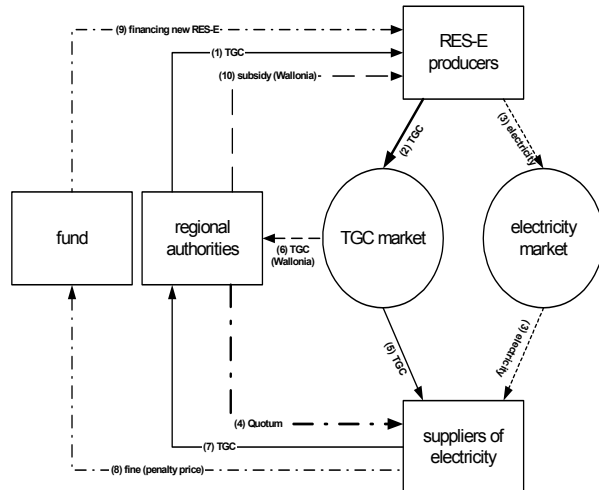 (9) financing new RES-E
RES-E
producers
(1) TGC
(10) subsidy (Wallonia)
(2) TGC
(3) electricity
fund
regional
authorities
TGC market
electricity
market
(6) TGC
(Wallonia)
(5) TGC
(3) electricity
(4) Quotum
(7) TGC
suppliers of
electricity
(8) fine (penalty price)